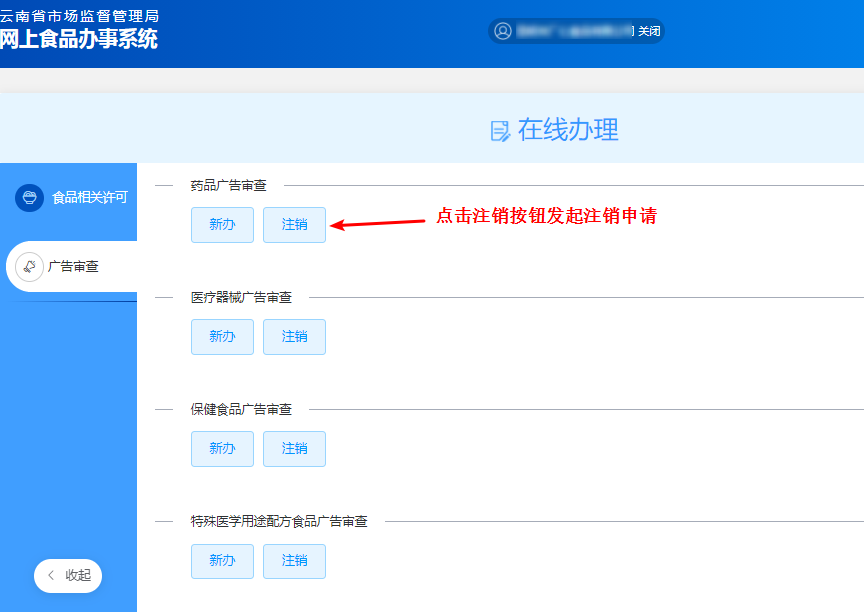 云南省市场监督管理局
网上食品办事系统
关闭
在线办理
食品相关许可
广告审查
药品广告审查
新办 注销
点击注销按钮发起注销申请
医疗器械广告审查
新办 注销
保健食品广告审查
新办 注销
特殊医学用途配方食品广告审查
新办 注销
收起